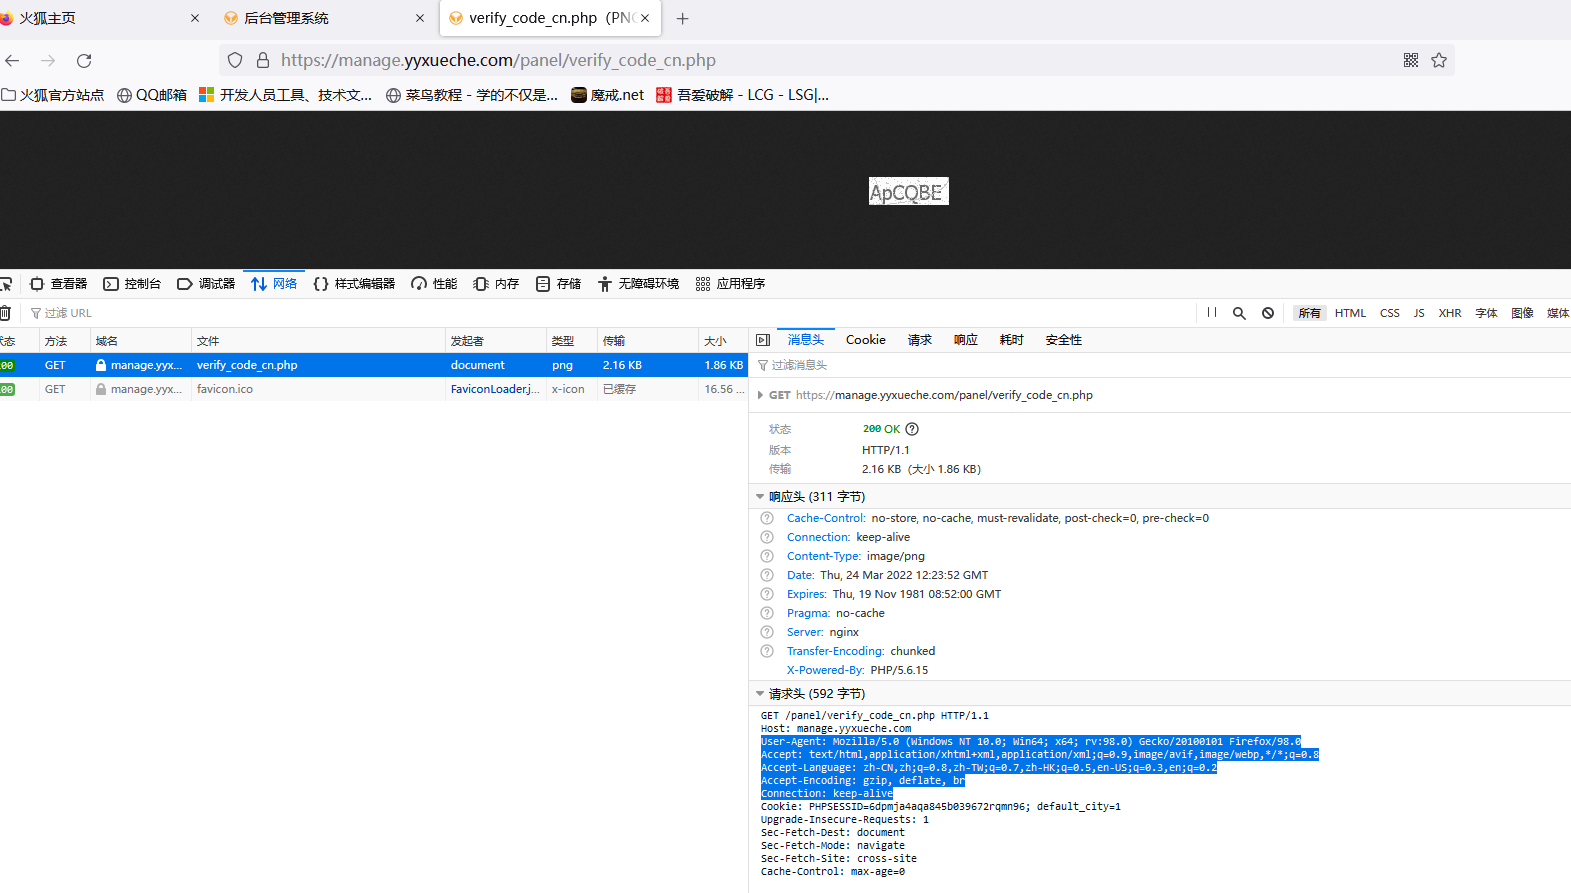 火狐主页
后台管理系统
verify_code_cn.php (PNG
https://manage.yyxueche.com/panel/verify_code_cn.php
火狐官方站点 QQ邮箱 开发人员工具、技术文... 菜鸟教程 - 学的不仅是... 魔戒.net 吾爱破解 - LCG - LSG|...
ApCQBE
查看器 控制台 调试器 网络 样式编辑器 性能 内存 存储 无障碍环境 应用程序
过滤 URL
所有 HTML CSS JS XHR 字体 图像 媒体
状态 方法 域名 文件 发起者 类型 传输 大小
200 GET manage.yyx... verify_code_cn.php document png 2.16 KB 1.86 KB
200 GET manage.yyx... favicon.ico FaviconLoader.j... x-icon 已缓存 16.56 ...
消息头 Cookie 请求 响应 耗时 安全性
过滤消息头
GET https://manage.yyxueche.com/panel/verify_code_cn.php
状态 200 OK
版本 HTTP/1.1
传输 2.16 KB (大小 1.86 KB)
响应头 (311 字节)
Cache-Control: no-store, no-cache, must-revalidate, post-check=0, pre-check=0
Connection: keep-alive
Content-Type: image/png
Date: Thu, 24 Mar 2022 12:23:52 GMT
Expires: Thu, 19 Nov 1981 08:52:00 GMT
Pragma: no-cache
Server: nginx
Transfer-Encoding: chunked
X-Powered-By: PHP/5.6.15
请求头 (592 字节)
GET /panel/verify_code_cn.php HTTP/1.1
Host: manage.yyxueche.com
User-Agent: Mozilla/5.0 (Windows NT 10.0; Win64; x64; rv:98.0) Gecko/20100101 Firefox/98.0
Accept: text/html,application/xhtml+xml,application/xml;q=0.9,image/avif,image/webp,*/*;q=0.8
Accept-Language: zh-CN,zh;q=0.8,zh-TW;q=0.7,zh-HK;q=0.5,en-US;q=0.3,en;q=0.2
Accept-Encoding: gzip, deflate, br
Connection: keep-alive
Cookie: PHPSESSID=6dpmja4aqa845b039672rqmn96; default_city=1
Upgrade-Insecure-Requests: 1
Sec-Fetch-Dest: document
Sec-Fetch-Mode: navigate
Sec-Fetch-Site: cross-site
Cache-Control: max-age=0